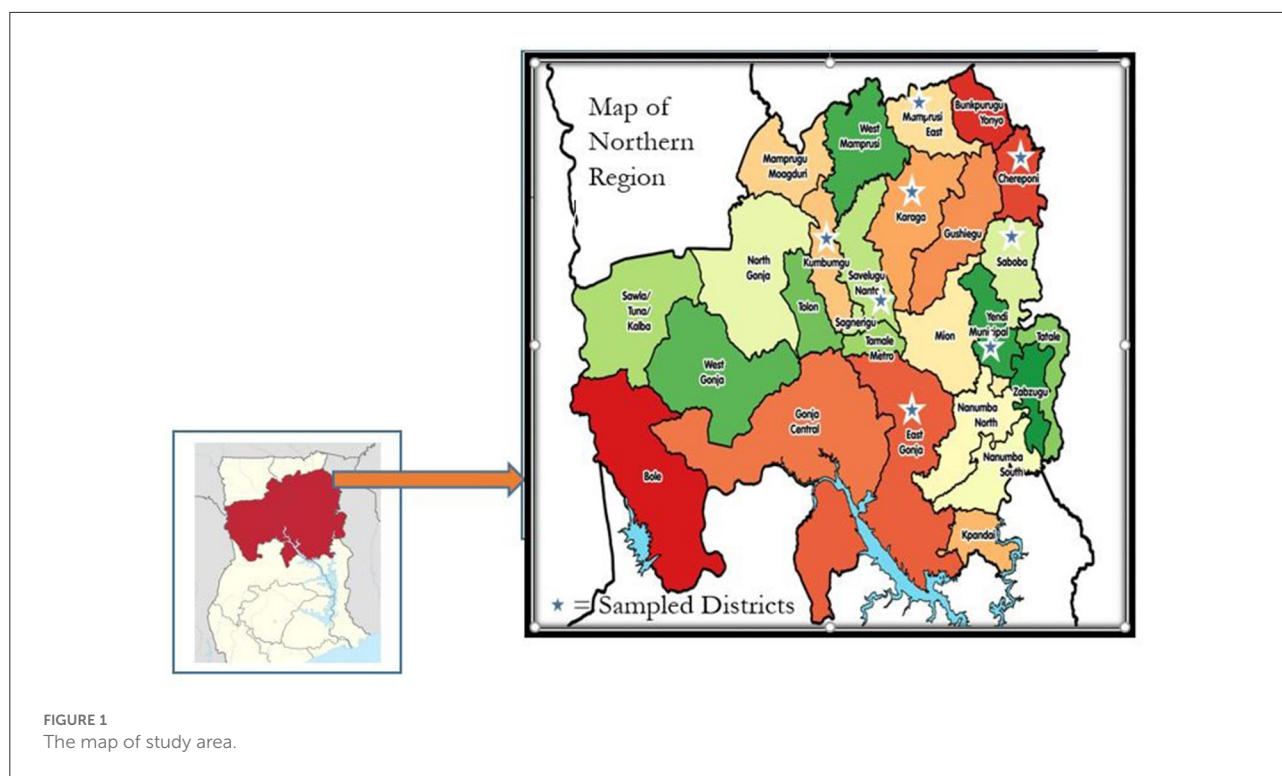 Map of
Northern
Region
Bunkpurugu
Yonyo
Mamprusi
East
West
Mamprusi
Chereponi
Mamprugu
Moagduri
Karaga
Gushiegu
Kumbumgu
Saboba
North
Gonja
Savelugu
Nanton
Sawla/
Tuna/
Kalba
Tolon
Sagnerigu
Yendi
Municipal
Mion
Tatale
Tamale
Metro
West
Gonja
Zabzugu
Nanumba
North
Gonja
Central
East
Gonja
Nanumba
South
Bole
Kpandai
= Sampled Districts
FIGURE 1
The map of study area.